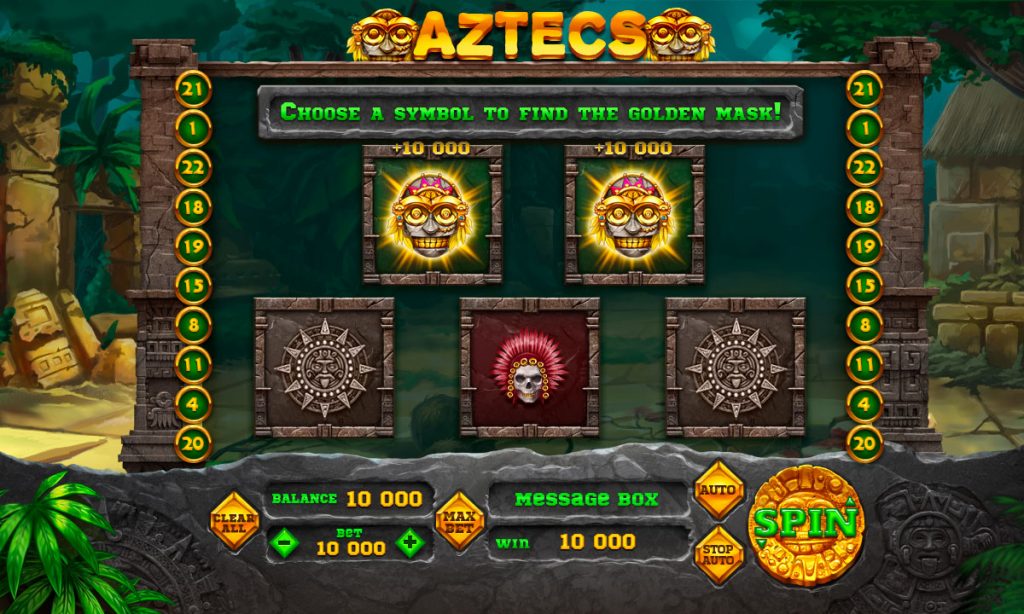 AZTECS
CHOOSE A SYMBOL TO FIND THE GOLDEN MASK!
21
1
22
18
19
15
8
11
4
20
+10 000
+10 000
21
1
22
18
19
15
8
11
4
20
CLEAR
ALL
BALANCE 10 000
BET
- 10 000 +
MAX
BET
MESSAGE BOX
WIN 10 000
AUTO
STOP
AUTO
SPIN